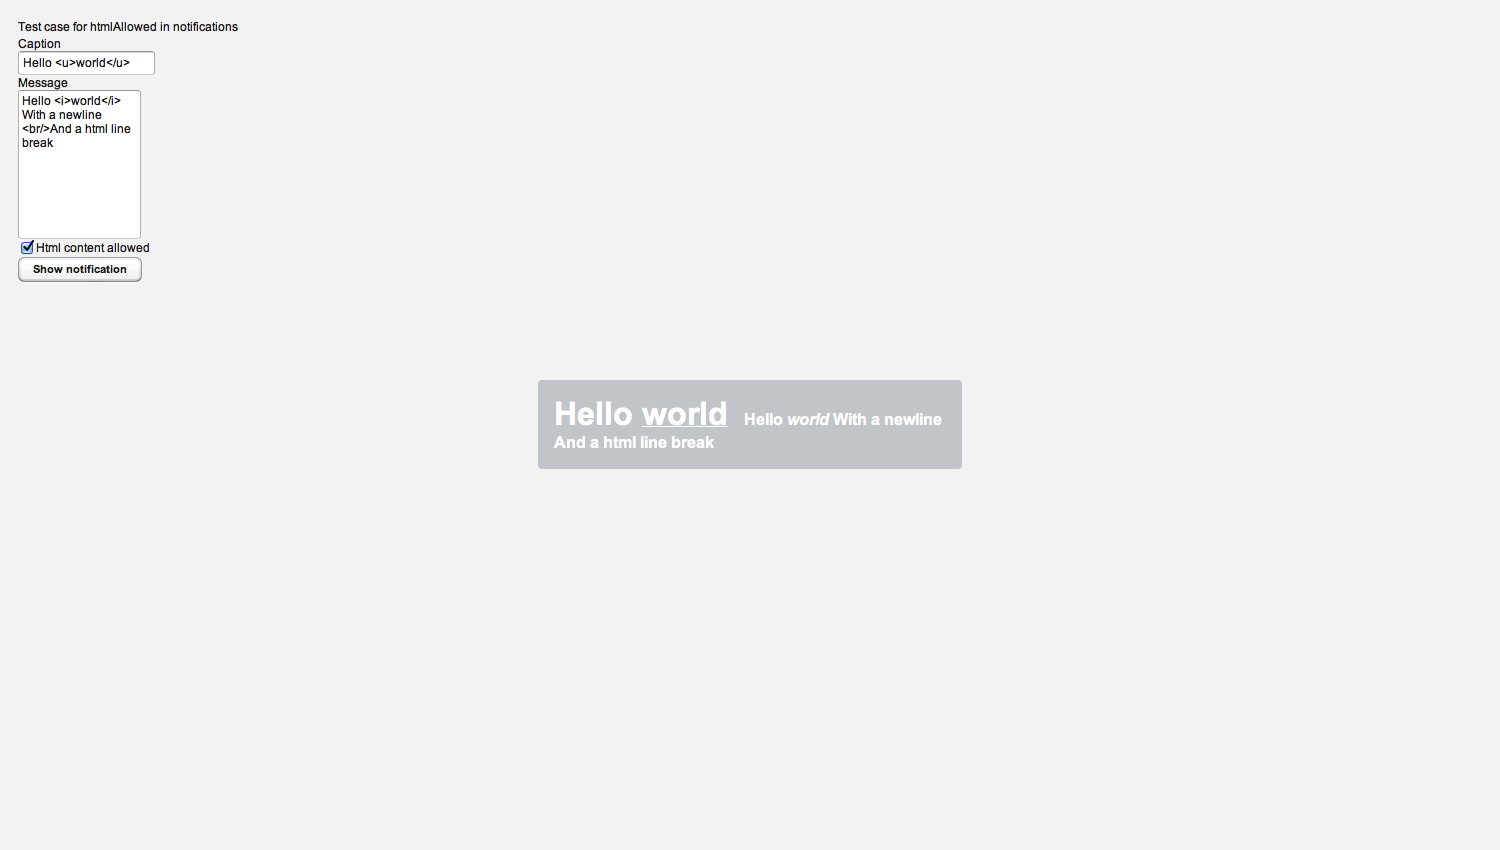 Test case for htmlAllowed in notifications
Caption
Hello <u>world</u>
Message
Hello <i>world</i>
With a newline
<br/>And a html line
break
Html content allowed
Show notification
Hello world Hello world With a newline
And a html line break